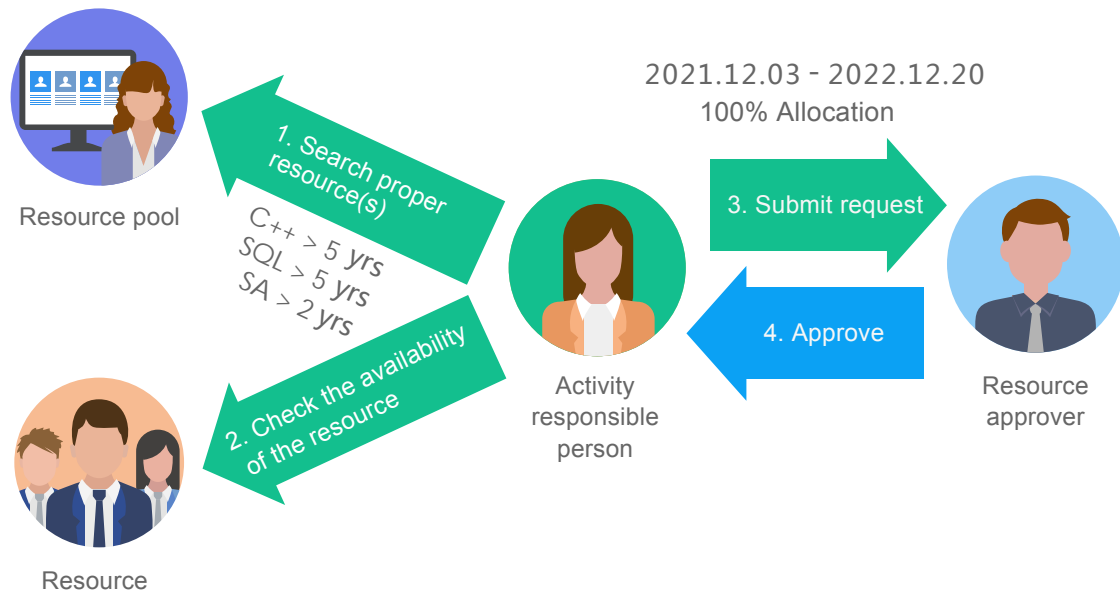 2021.12.03 - 2022.12.20
100% Allocation
1. Search proper
resource(s)
Resource pool
C++ > 5 yrs
SQL > 5 yrs
SA > 2 yrs
3. Submit request
4. Approve
2. Check the availability
of the resource
Activity
responsible
person
Resource
approver
Resource